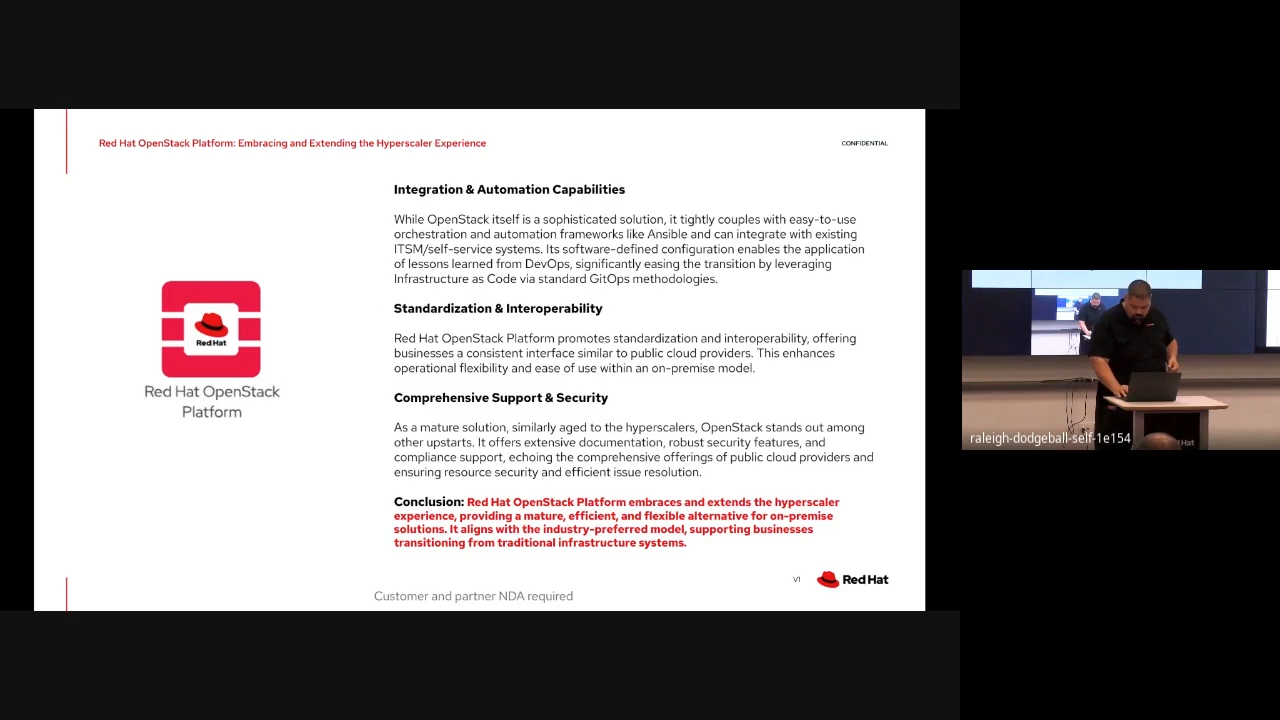 Red Hat OpenStack Platform: Embracing and Extending the Hyperscaler Experience
CONFIDENTIAL
Integration & Automation Capabilities
While OpenStack itself is a sophisticated solution, it tightly couples with easy-to-use
orchestration and automation frameworks like Ansible and can integrate with existing
ITSM/self-service systems. Its software-defined configuration enables the application
of lessons learned from DevOps, significantly easing the transition by leveraging
Infrastructure as Code via standard GitOps methodologies.
Red Hat
Red Hat OpenStack
Platform
Standardization & Interoperability
Red Hat OpenStack Platform promotes standardization and interoperability, offering
businesses a consistent interface similar to public cloud providers. This enhances
operational flexibility and ease of use within an on-premise model.
Comprehensive Support & Security
As a mature solution, similarly aged to the hyperscalers, OpenStack stands out among
other upstarts. It offers extensive documentation, robust security features, and
compliance support, echoing the comprehensive offerings of public cloud providers and
ensuring resource security and efficient issue resolution.
Conclusion: Red Hat OpenStack Platform embraces and extends the hyperscaler
experience, providing a mature, efficient, and flexible alternative for on-premise
solutions. It aligns with the industry-preferred model, supporting businesses
transitioning from traditional infrastructure systems.
V1
Red Hat
Customer and partner NDA required
raleigh-dodgeball-self-1e154
Hat